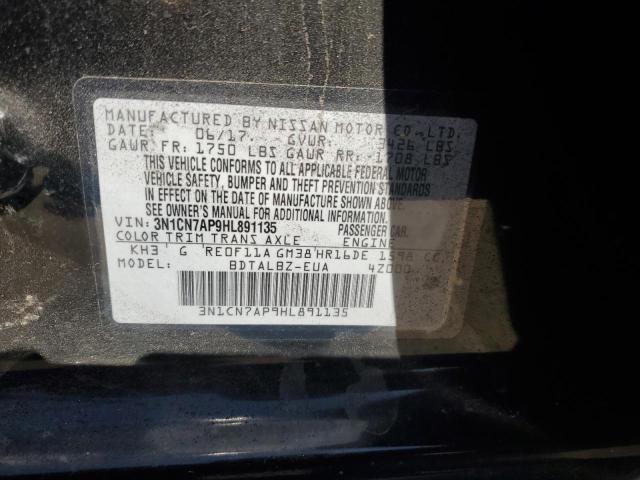 MANUFACTURED BY NISSAN MOTOR CO.,LTD.
DATE: 06/17. GVWR: 3426 LBS
GAWR FR: 1750 LBS GAWR RR: 1708 LBS
THIS VEHICLE CONFORMS TO ALL APPLICABLE FEDERAL MOTOR
VEHICLE SAFETY, BUMPER AND THEFT PREVENTION STANDARDS
IN EFFECT ON THE DATE OF MANUFACTURE SHOWN ABOVE.
SEE OWNER'S MANUAL FOR ADDITIONAL INFORMATION.
VIN: 3N1CN7AP9HL891135 PASSENGER CAR.
COLOR TRIM TRANS AXLE ENGINE
KH3 G RE0F11A GM38 HR16DE 1598 CC
BDTALBZ-EUA 4Z000
3N1CN7AP9HL891135